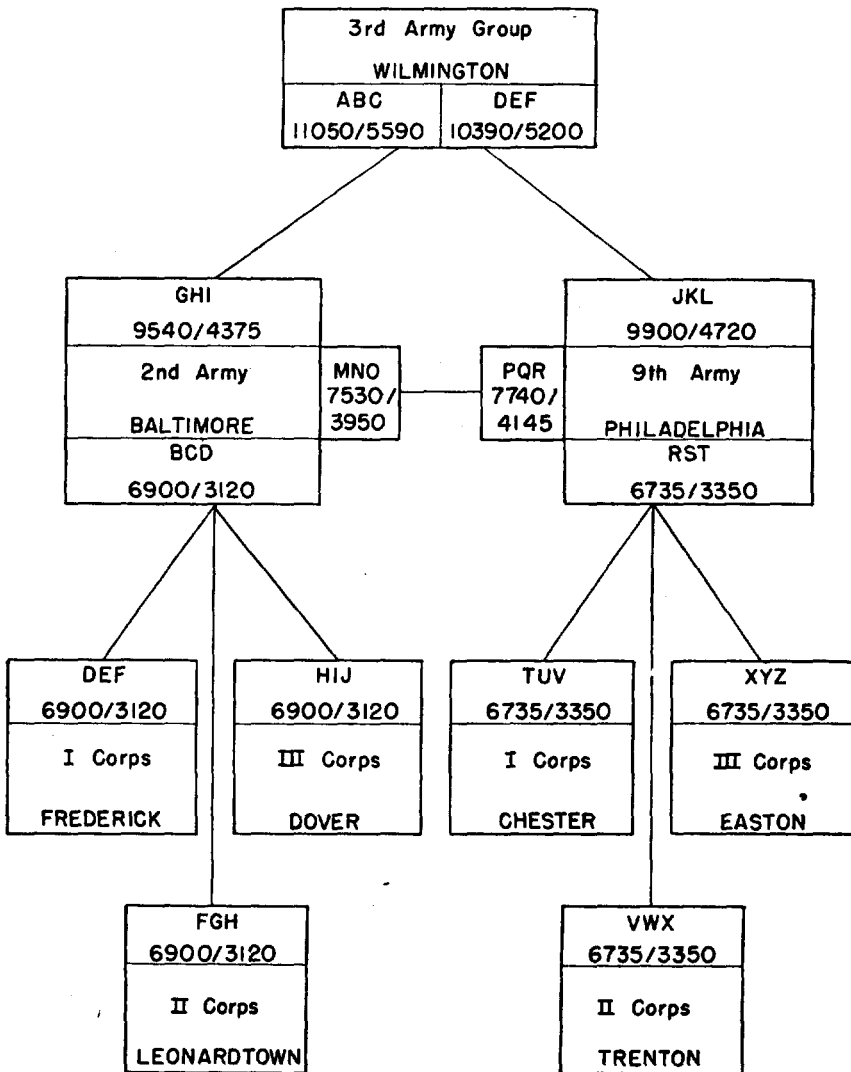 3rd Army Group
WILMINGTON
ABC
11050/5590
DEF
10390/5200
GHI
9540/4375
2nd Army
BALTIMORE
MNO
7530/
3950
BCD
6900/3120
JKL
9900/4720
PQR
7740/
4145
9th Army
PHILADELPHIA
RST
6735/3350
DEF
6900/3120
I Corps
FREDERICK
HIJ
6900/3120
III Corps
DOVER
TUV
6735/3350
I Corps
CHESTER
XYZ
6735/3350
III Corps
EASTON
FGH
6900/3120
II Corps
LEONARDTOWN
VWX
6735/3350
II Corps
TRENTON